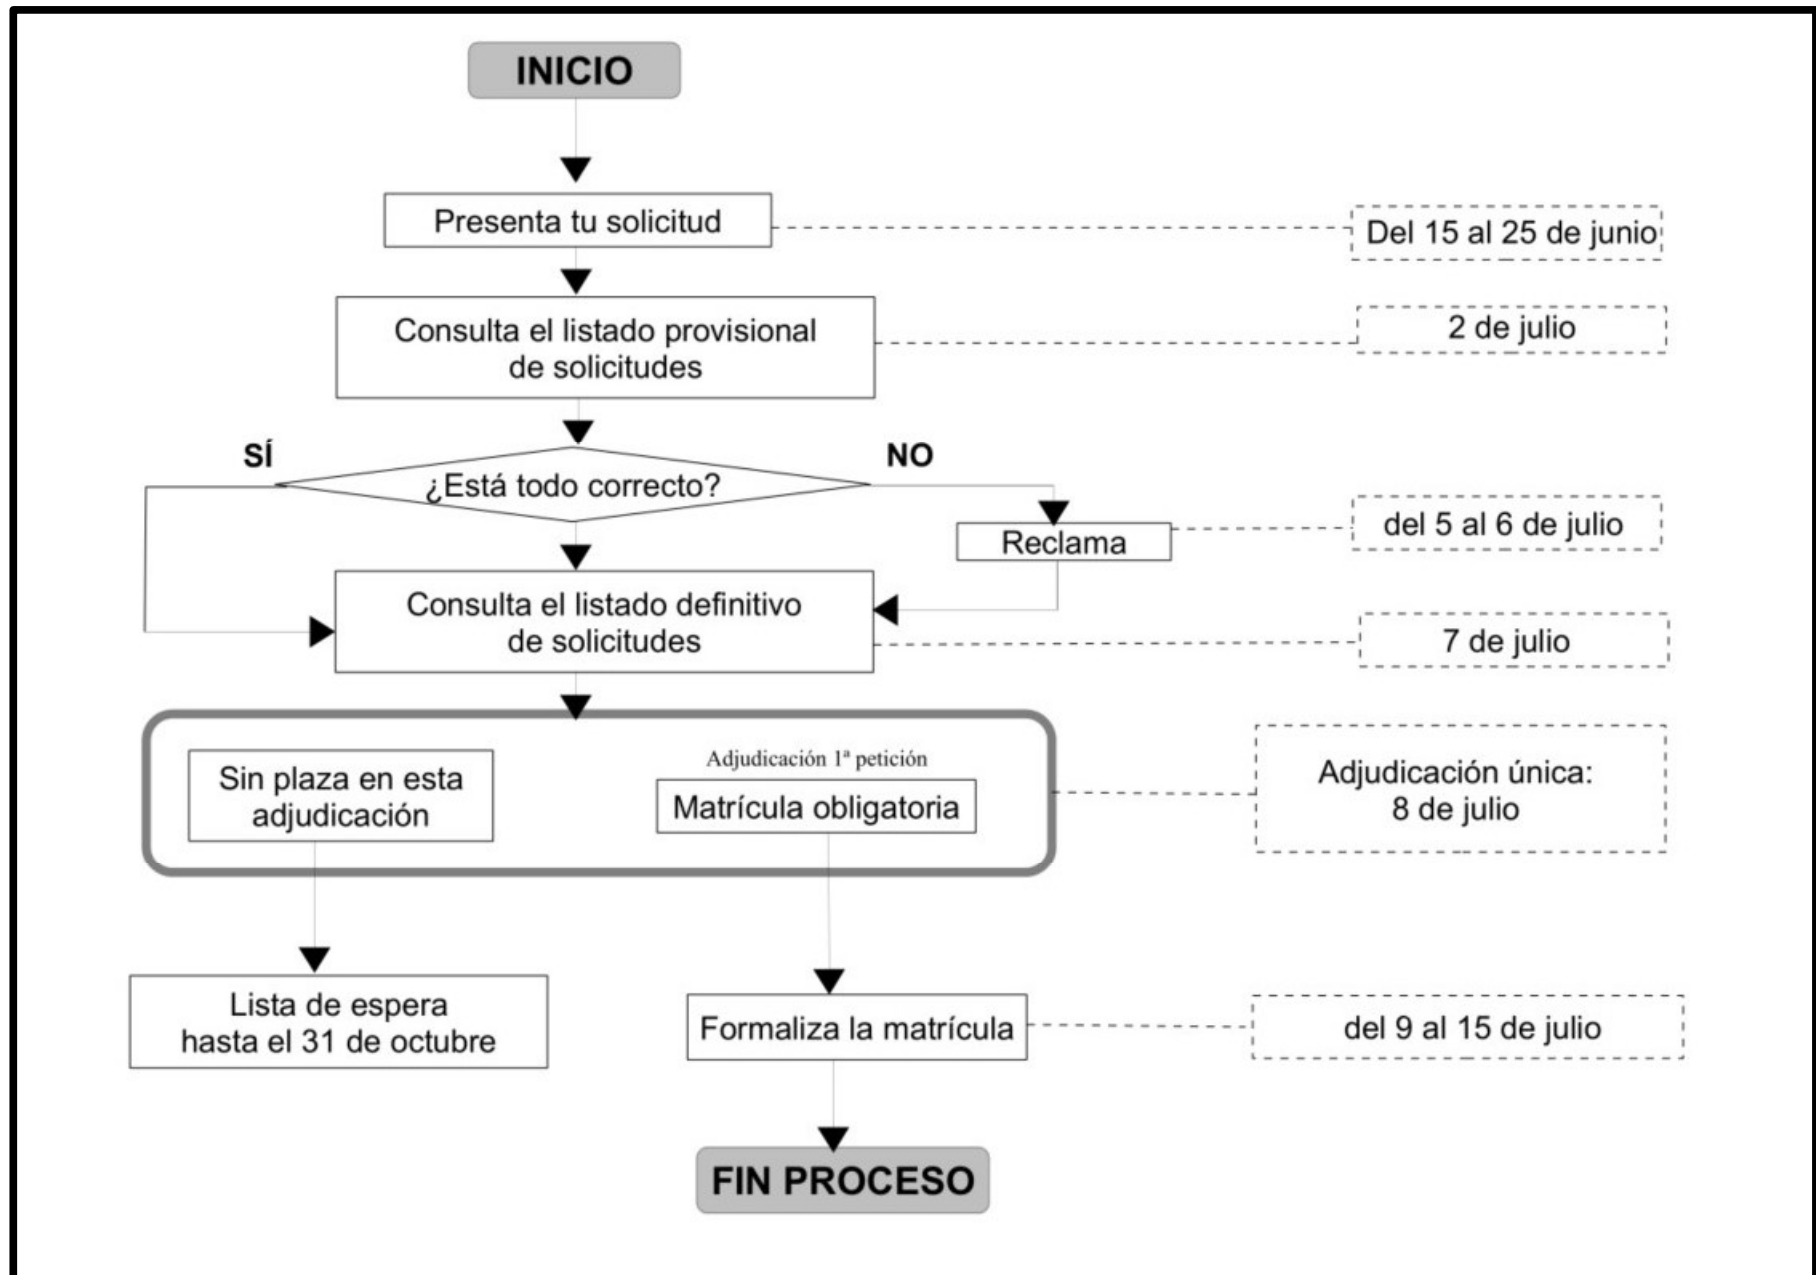 INICIO
Presenta tu solicitud
Del 15 al 25 de junio
Consulta el listado provisional
de solicitudes
2 de julio
SÍ
NO
¿Está todo correcto?
Reclama
del 5 al 6 de julio
Consulta el listado definitivo
de solicitudes
7 de julio
Sin plaza en esta
adjudicación
Adjudicación 1ª petición
Matrícula obligatoria
Adjudicación única:
8 de julio
Lista de espera
hasta el 31 de octubre
Formaliza la matrícula
del 9 al 15 de julio
FIN PROCESO